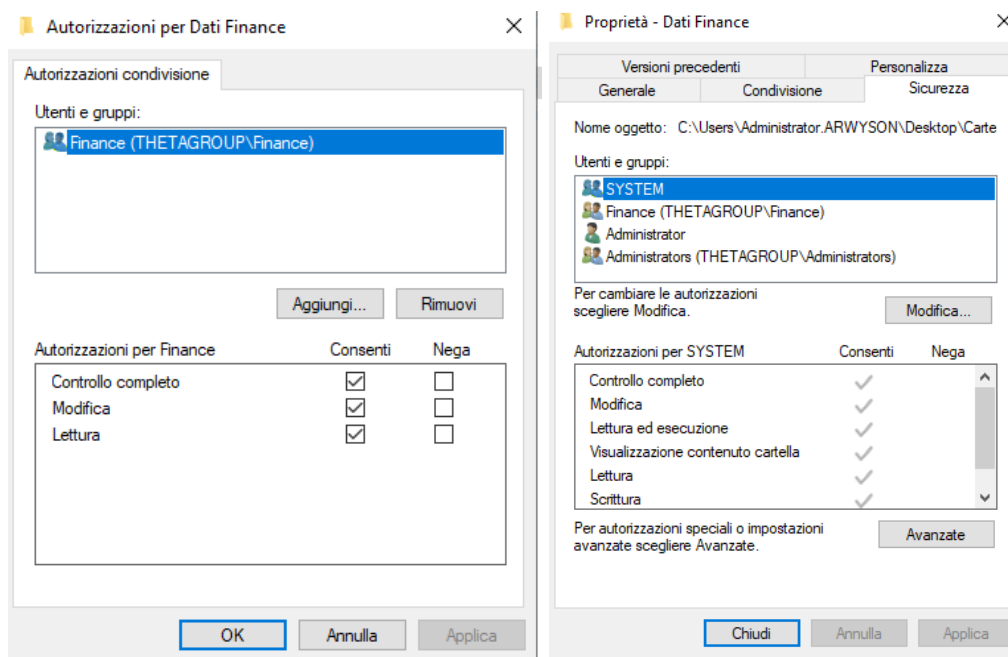 Autorizzazioni per Dati Finance
Autorizzazioni condivisione
Utenti e gruppi:
Finance (THETAGROUP\Finance)
Aggiungi...
Rimuovi
Autorizzazioni per Finance
Consenti
Nega
Controllo completo
Modifica
Lettura
OK
Annulla
Applica
Proprietà - Dati Finance
Versioni precedenti
Personalizza
Generale
Condivisione
Sicurezza
Nome oggetto: C:\Users\Administrator.ARWYSON\Desktop\Carte
Utenti e gruppi:
SYSTEM
Finance (THETAGROUP\Finance)
Administrator
Administrators (THETAGROUP\Administrators)
Per cambiare le autorizzazioni
scegliere Modifica.
Modifica...
Autorizzazioni per SYSTEM
Consenti
Nega
Controllo completo
Modifica
Lettura ed esecuzione
Visualizzazione contenuto cartella
Lettura
Scrittura
Per autorizzazioni speciali o impostazioni
avanzate scegliere Avanzate.
Avanzate
Chiudi
Annulla
Applica